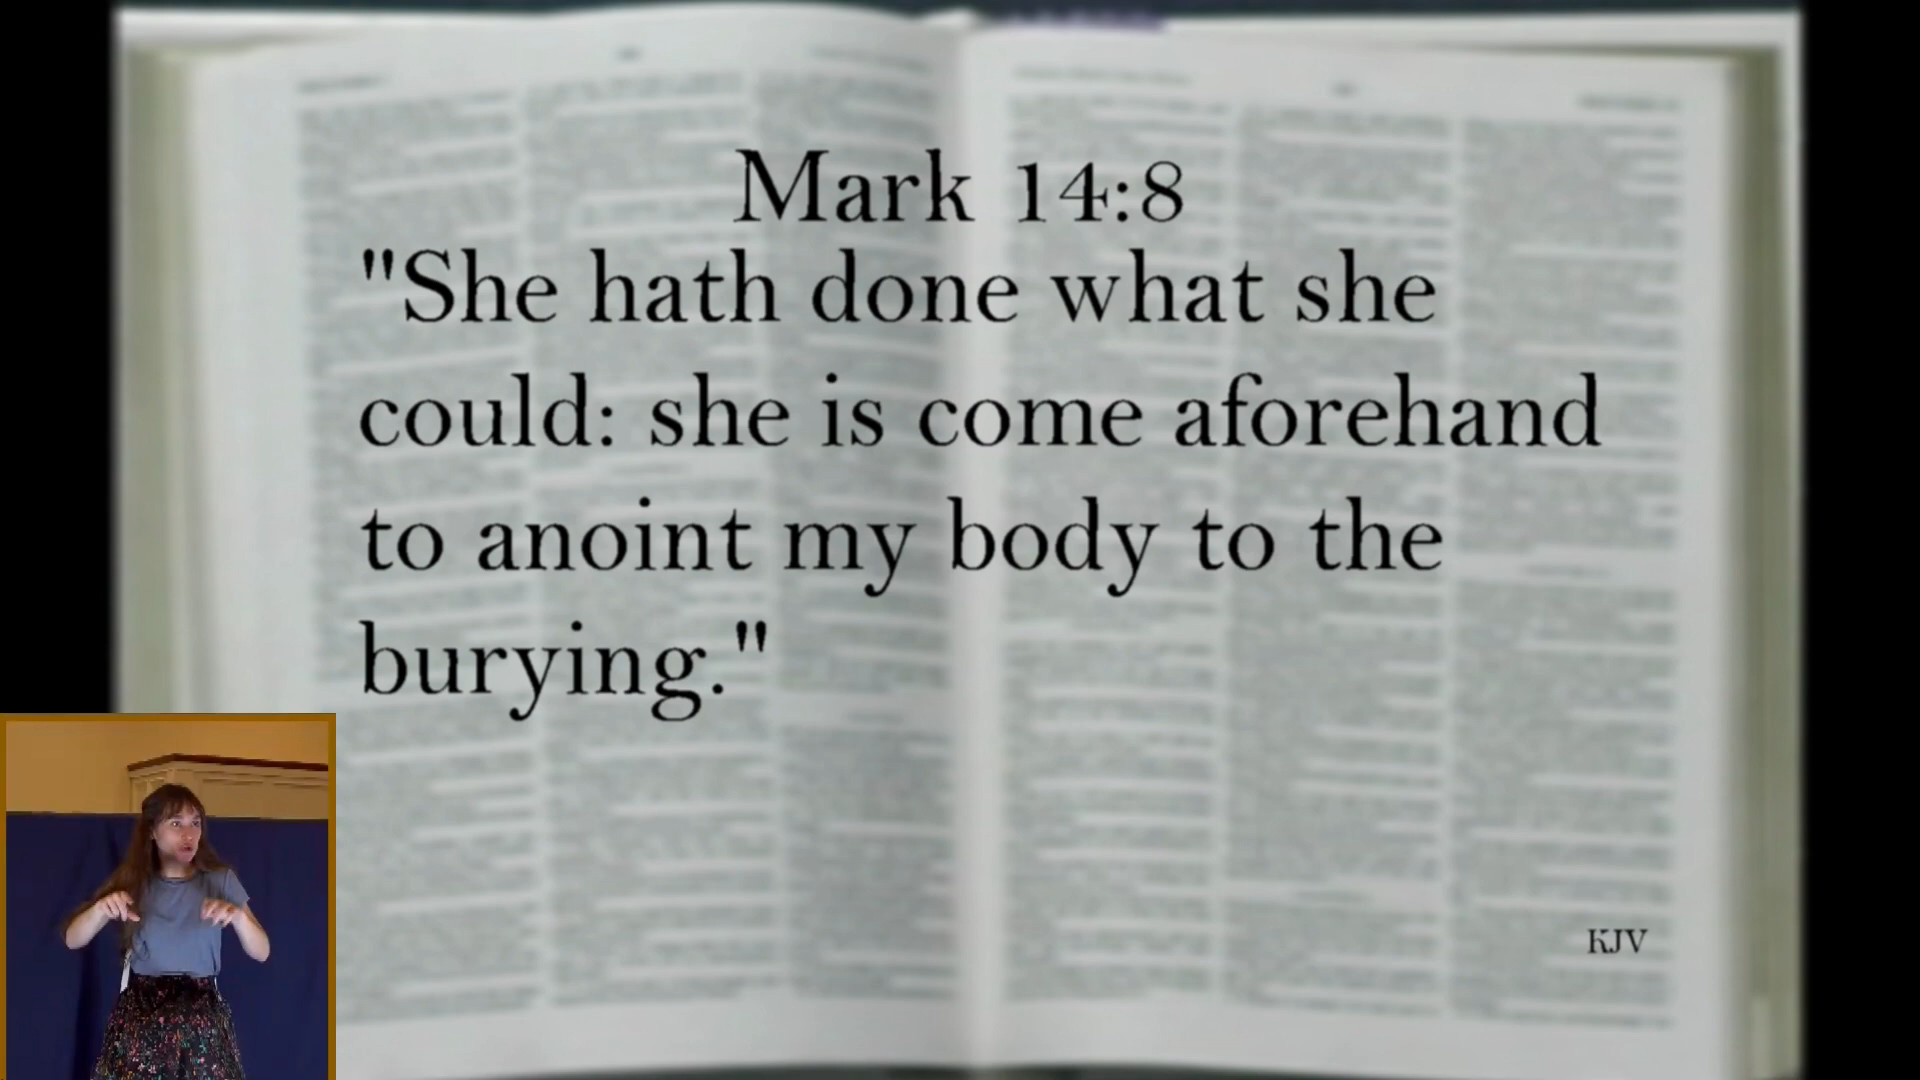 Mark 14:8
"She hath done what she
could: she is come aforehand
to anoint my body to the
burying."
KJV